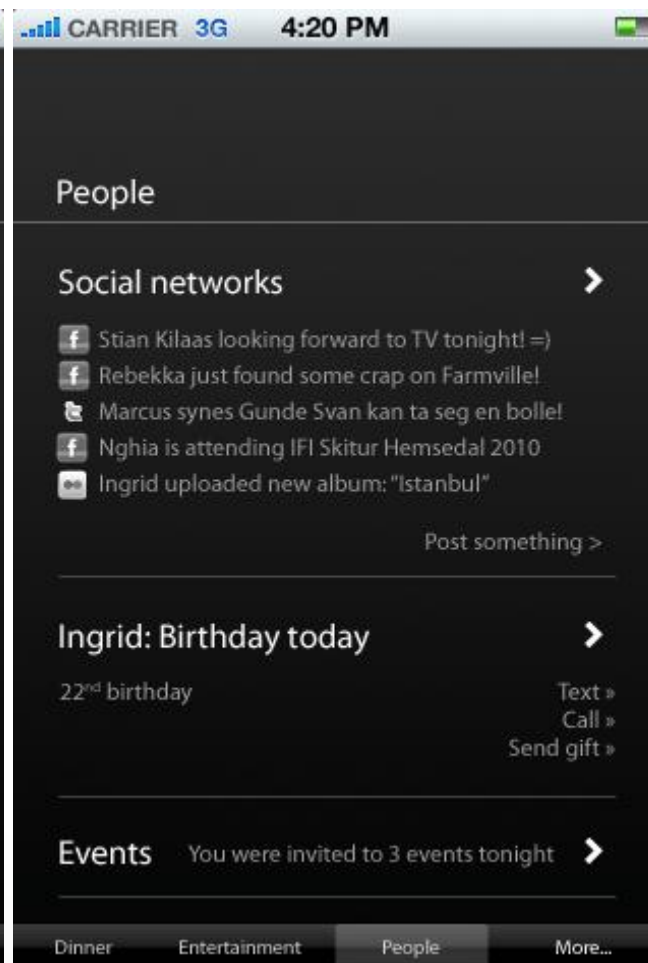 CARRIER 3G 4:20 PM
People
Social networks
Stian Kilaas looking forward to TV tonight! =)
Rebekka just found some crap on Farmville!
Marcus synes Gunde Svan kan ta seg en bolle!
Nghia is attending IFI Skitur Hemsedal 2010
Ingrid uploaded new album: "Istanbul"
Post something >
Ingrid: Birthday today
22nd birthday Text »
Call »
Send gift »
Events You were invited to 3 events tonight
Dinner Entertainment People More...